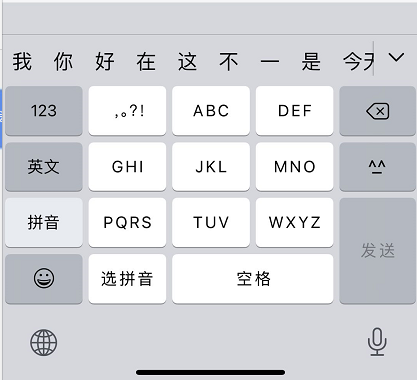 我 你 好 在 这 不 一 是 今天
123 ,。?! ABC DEF
英文 GHI JKL MNO ^^
拼音 PQRS TUV WXYZ
发送
选拼音 空格